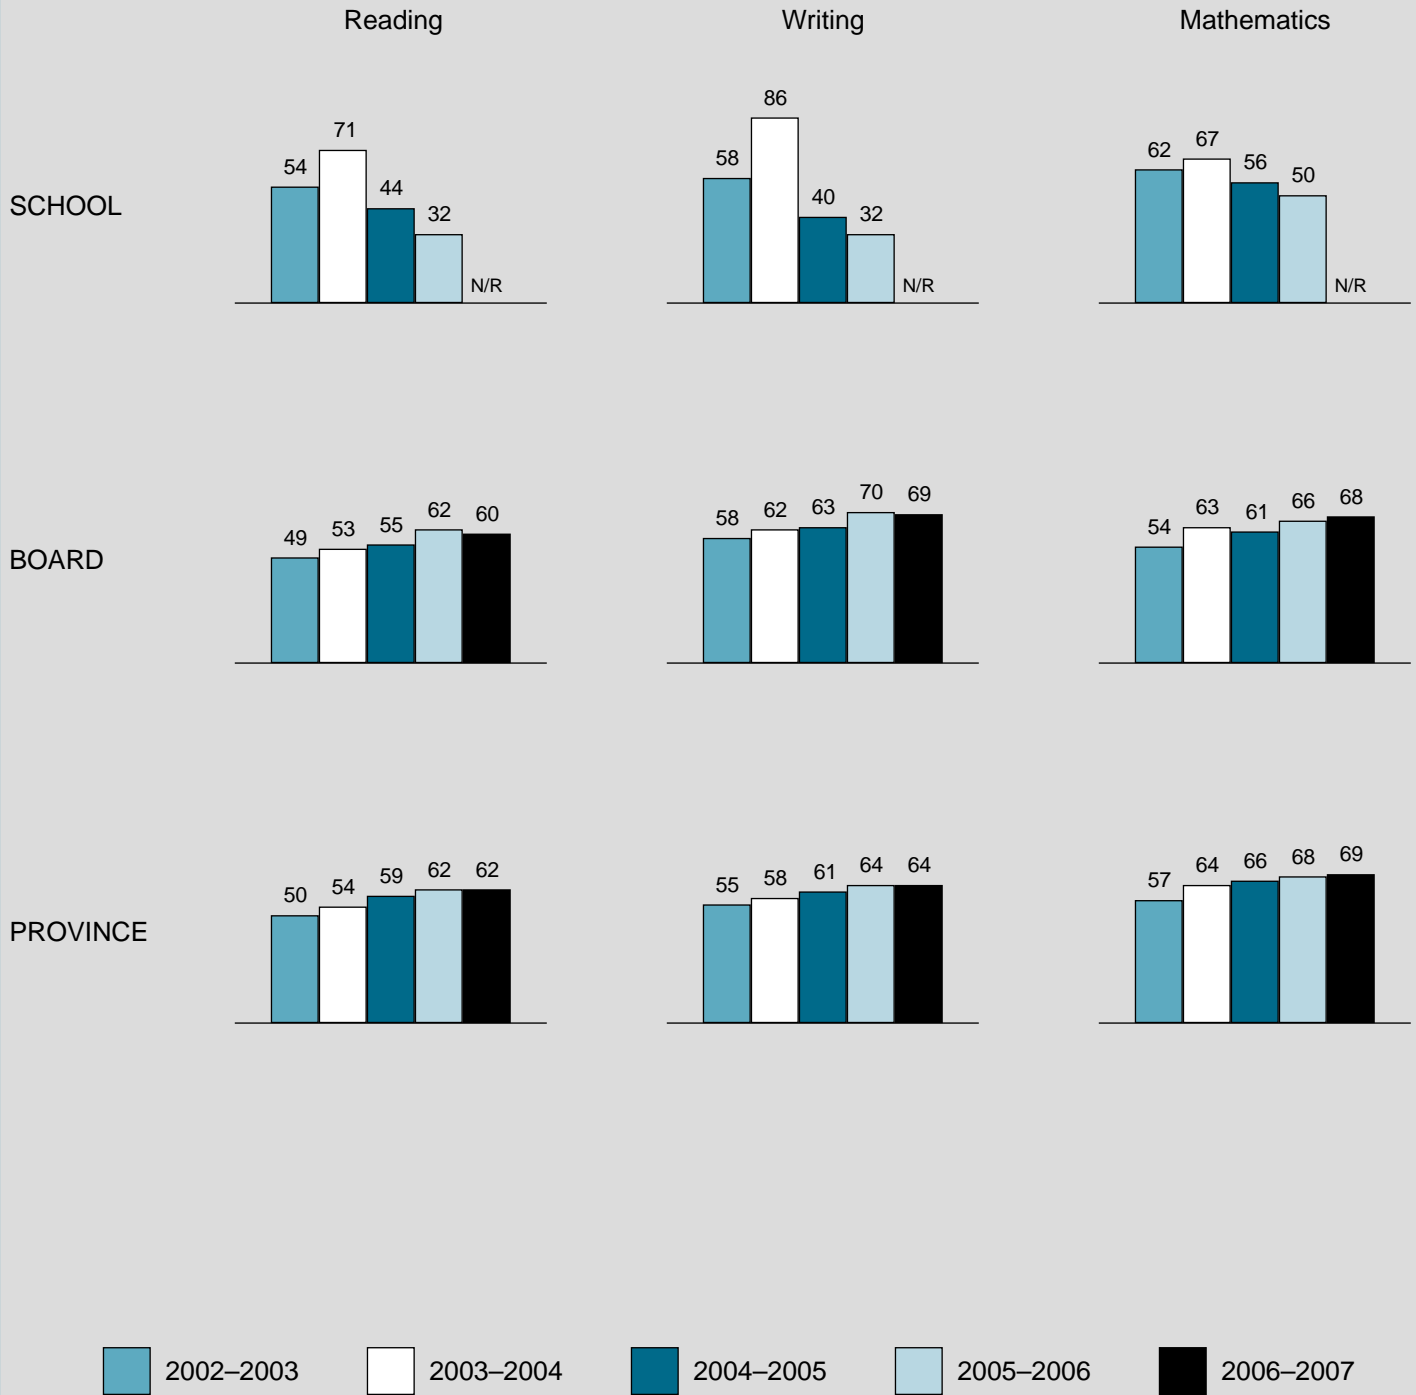 Reading Writing Mathematics
SCHOOL
54 71 44 32 N/R
58 86 40 32 N/R
62 67 56 50 N/R
BOARD
49 53 55 62 60
58 62 63 70 69
54 63 61 66 68
PROVINCE
50 54 59 62 62
55 58 61 64 64
57 64 66 68 69
2002–2003 2003–2004 2004–2005 2005–2006 2006–2007